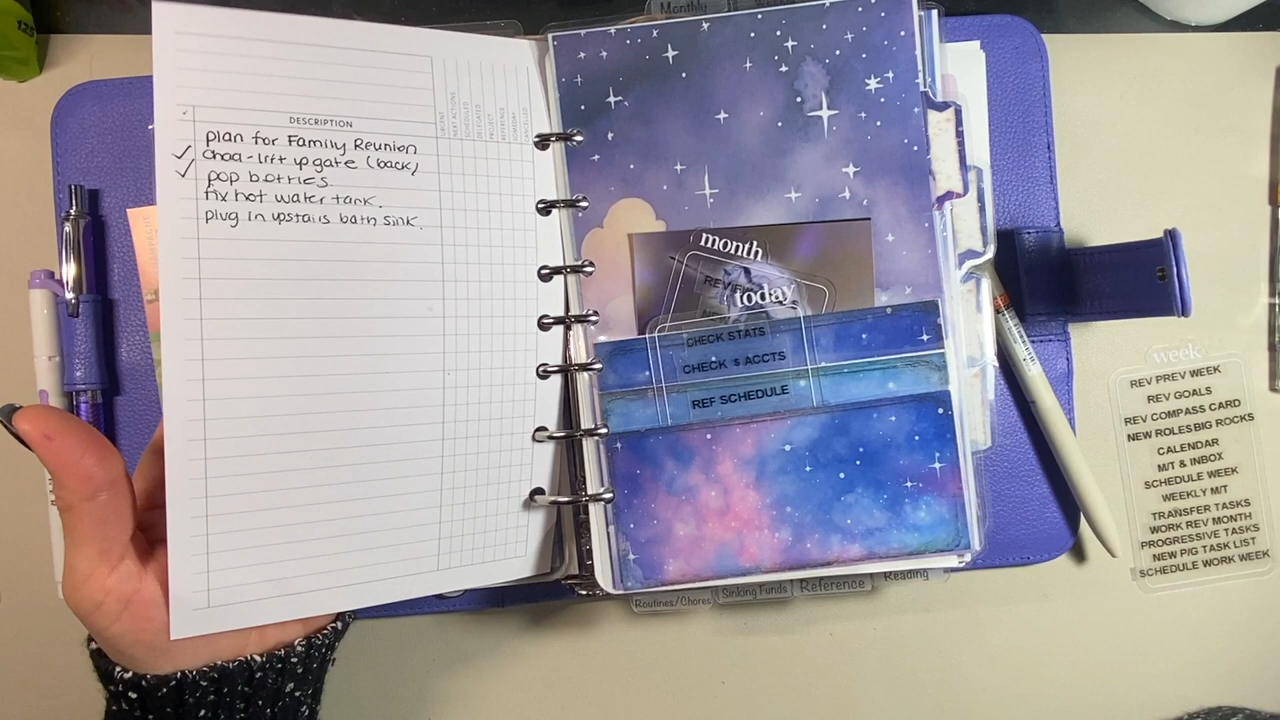 Monthly
DESCRIPTION
URGENT
NEXT ACTIONS
SCHEDULED
DELEGATED
PROJECT
REFERENCE
SOMEDAY
CANCELLED
plan for Family Reunion
✓ lift up gate (back)
✓ pop bottles.
fix hot water tank.
plug in upstairs bath sink.
month
today
CHECK STATS
CHECK $ ACCTS
REF SCHEDULE
Routines/Chores
Sinking Funds
Reference
Reading
week
REV PREV WEEK
REV GOALS
REV COMPASS CARD
NEW ROLES BIG ROCKS
CALENDAR
M/T & INBOX
SCHEDULE WEEK
WEEKLY M/T
TRANSFER TASKS
WORK REV MONTH
PROGRESSIVE TASKS
NEW P/G TASK LIST
SCHEDULE WORK WEEK